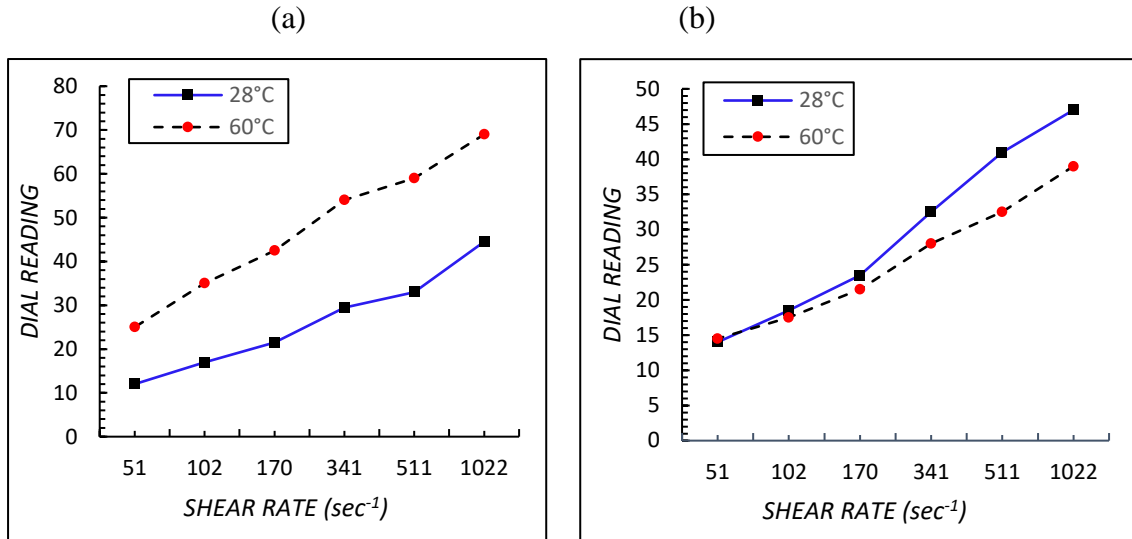 (a)
80
70
60
50
40
30
20
10
0
DIAL READING
28°C
60°C
51 102 170 341 511 1022
SHEAR RATE (sec-1)
(b)
50
45
40
35
30
25
20
15
10
5
0
DIAL READING
28°C
60°C
51 102 170 341 511 1022
SHEAR RATE (sec-1)